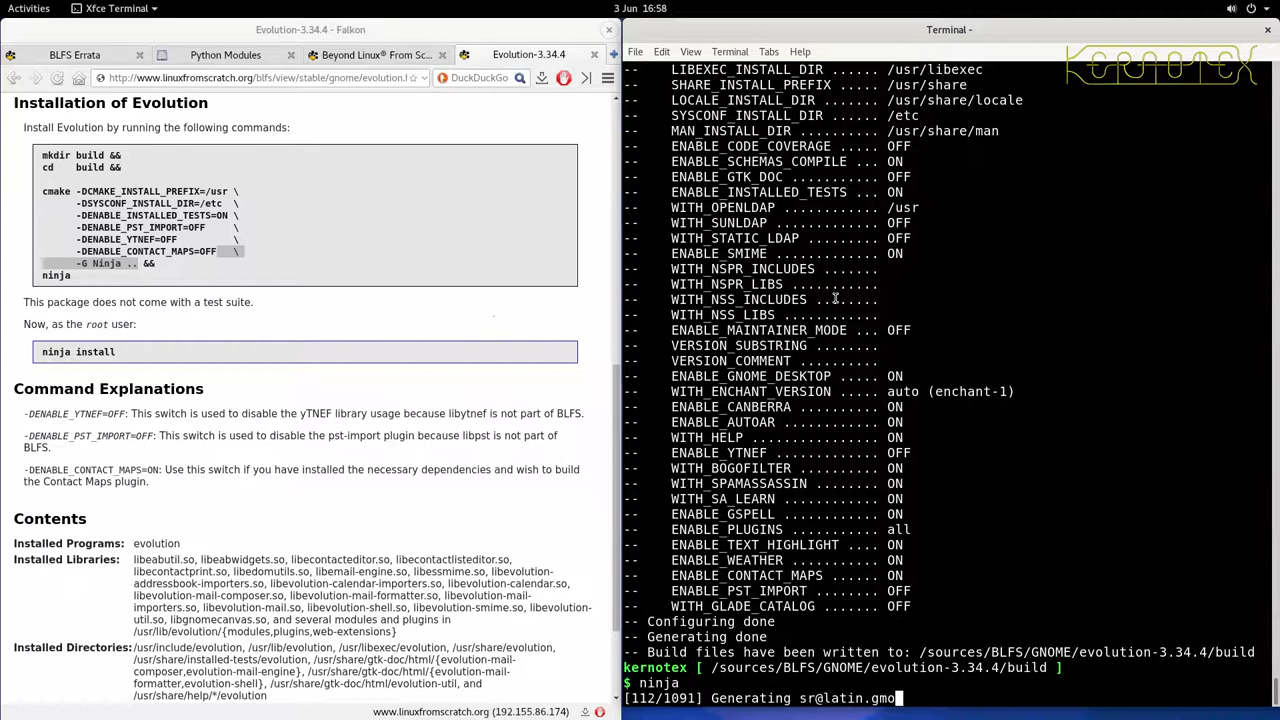 Activities
Xfce Terminal
3 Jun 16:58
Evolution-3.34.4 - Falkon
BLFS Errata
Python Modules
Beyond Linux® From Sc...
Evolution-3.34.4
http://www.linuxfromscratch.org/blfs/view/stable/gnome/evolution.l
DuckDuckGo
Installation of Evolution
Install Evolution by running the following commands:
mkdir build &&
cd    build &&
cmake -DCMAKE_INSTALL_PREFIX=/usr \
-DSYSCONF_INSTALL_DIR=/etc  \
-DENABLE_INSTALLED_TESTS=ON \
-DENABLE_PST_IMPORT=OFF     \
-DENABLE_YTNEF=OFF          \
-DENABLE_CONTACT_MAPS=OFF   \
-G Ninja .. &&
ninja
This package does not come with a test suite.
Now, as the root user:
ninja install
Command Explanations
-DENABLE_YTNEF=OFF: This switch is used to disable the yTNEF library usage because libytnef is not part of BLFS.
-DENABLE_PST_IMPORT=OFF: This switch is used to disable the pst-import plugin because libpst is not part of
BLFS.
-DENABLE_CONTACT_MAPS=ON: Use this switch if you have installed the necessary dependencies and wish to build
the Contact Maps plugin.
Contents
Installed Programs: evolution
Installed Libraries: libeabutil.so, libeabwidgets.so, libecontacteditor.so, libecontactlisteditor.so,
libecontactprint.so, libedomutils.so, libemail-engine.so, libessmime.so, libevolution-
addressbook-importers.so, libevolution-calendar-importers.so, libevolution-calendar.so,
libevolution-mail-composer.so, libevolution-mail-formatter.so, libevolution-mail-
importers.so, libevolution-mail.so, libevolution-shell.so, libevolution-smime.so, libevolution-
util.so, libgnomecanvas.so, and several modules and plugins in
/usr/lib/evolution/{modules,plugins,web-extensions}
Installed Directories: /usr/include/evolution, /usr/lib/evolution, /usr/libexec/evolution, /usr/share/evolution,
/usr/share/installed-tests/evolution, /usr/share/gtk-doc/html/{evolution-mail-
composer,evolution-mail-engine}, /usr/share/gtk-doc/html/{evolution-mail-
formatter,evolution-shell}, /usr/share/gtk-doc/html/evolution-util, and
/usr/share/help/*/evolution
www.linuxfromscratch.org (192.155.86.174)
Terminal -
File Edit View Terminal Tabs Help
KERNOTEX
--    LIBEXEC_INSTALL_DIR ...... /usr/libexec
--    SHARE_INSTALL_PREFIX ..... /usr/share
--    LOCALE_INSTALL_DIR ....... /usr/share/locale
--    SYSCONF_INSTALL_DIR ...... /etc
--    MAN_INSTALL_DIR .......... /usr/share/man
--    ENABLE_CODE_COVERAGE ..... OFF
--    ENABLE_SCHEMAS_COMPILE ... ON
--    ENABLE_GTK_DOC ........... OFF
--    ENABLE_INSTALLED_TESTS ... ON
--    WITH_OPENLDAP ............ /usr
--    WITH_SUNLDAP ............. OFF
--    WITH_STATIC_LDAP ......... OFF
--    ENABLE_SMIME ............. ON
--    WITH_NSPR_INCLUDES .......
--    WITH_NSPR_LIBS ...........
--    WITH_NSS_INCLUDES ........
--    WITH_NSS_LIBS ............
--    ENABLE_MAINTAINER_MODE ... OFF
--    VERSION_SUBSTRING ........
--    VERSION_COMMENT ..........
--    ENABLE_GNOME_DESKTOP ..... ON
--    WITH_ENCHANT_VERSION ..... auto (enchant-1)
--    ENABLE_CANBERRA .......... ON
--    ENABLE_AUTOAR ............ ON
--    WITH_HELP ................ ON
--    ENABLE_YTNEF ............. OFF
--    WITH_BOGOFILTER .......... ON
--    WITH_SPAMASSASSIN ........ ON
--    WITH_SA_LEARN ............ ON
--    ENABLE_GSPELL ............ ON
--    ENABLE_PLUGINS ........... all
--    ENABLE_TEXT_HIGHLIGHT .... ON
--    ENABLE_WEATHER ........... ON
--    ENABLE_CONTACT_MAPS ...... ON
--    ENABLE_PST_IMPORT ........ OFF
--    WITH_GLADE_CATALOG ....... OFF
-- Configuring done
-- Generating done
-- Build files have been written to: /sources/BLFS/GNOME/evolution-3.34.4/build
kernotex [ /sources/BLFS/GNOME/evolution-3.34.4/build ]
$ ninja
[112/1091] Generating sr@latin.gmo